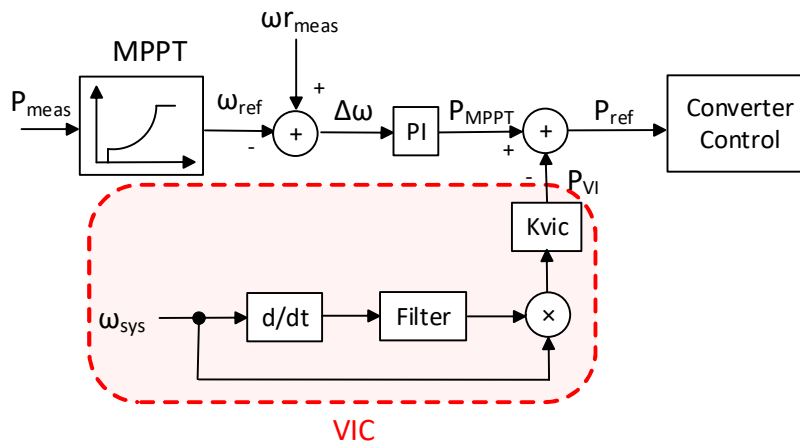 ωr_meas
MPPT
P_meas
ω_ref
+
-
+
Δω
PI
P_MPPT
+
+
-
P_ref
Converter
Control
P_VI
Kvic
ω_sys
d/dt
Filter
×
VIC